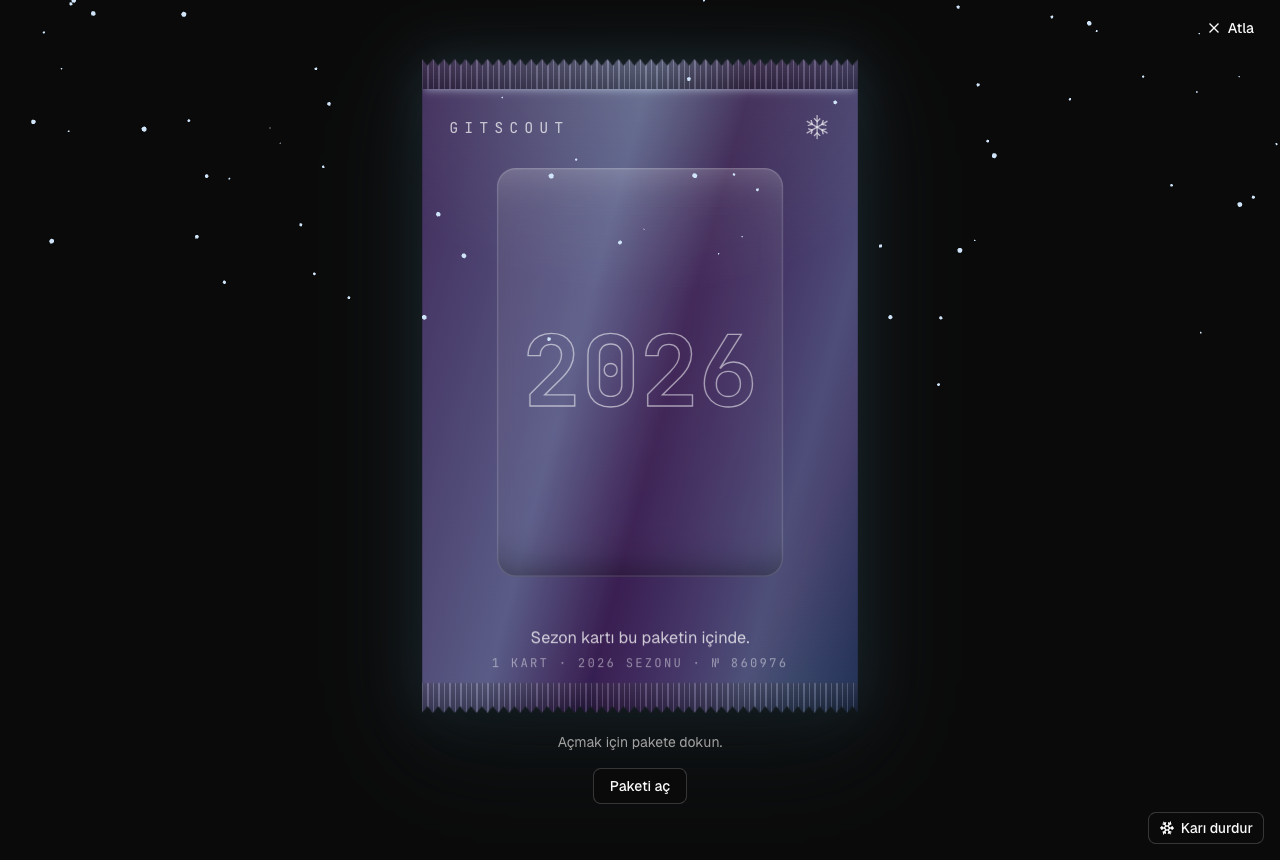 Atla
GITSCOUT
2026
Sezon kartı bu paketin içinde.
1 KART · 2026 SEZONU · № 860976
Açmak için pakete dokun.
Paketi aç
Karı durdur